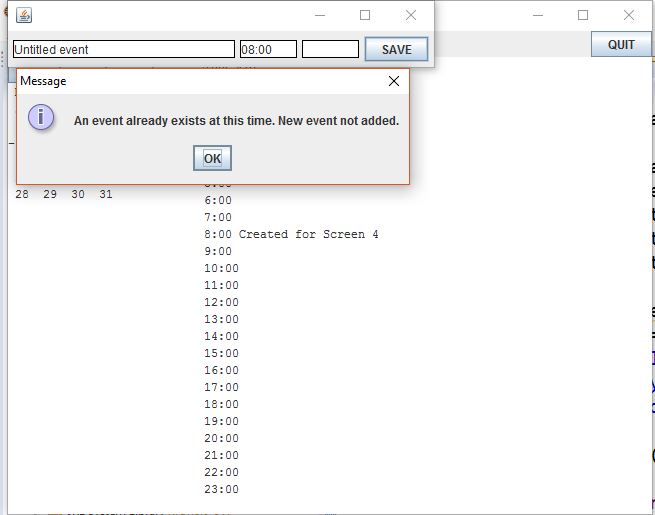 Untitled event 08:00 SAVE
QUIT
Message
An event already exists at this time. New event not added.
OK
28 29 30 31
6:00
7:00
8:00 Created for Screen 4
9:00
10:00
11:00
12:00
13:00
14:00
15:00
16:00
17:00
18:00
19:00
20:00
21:00
22:00
23:00